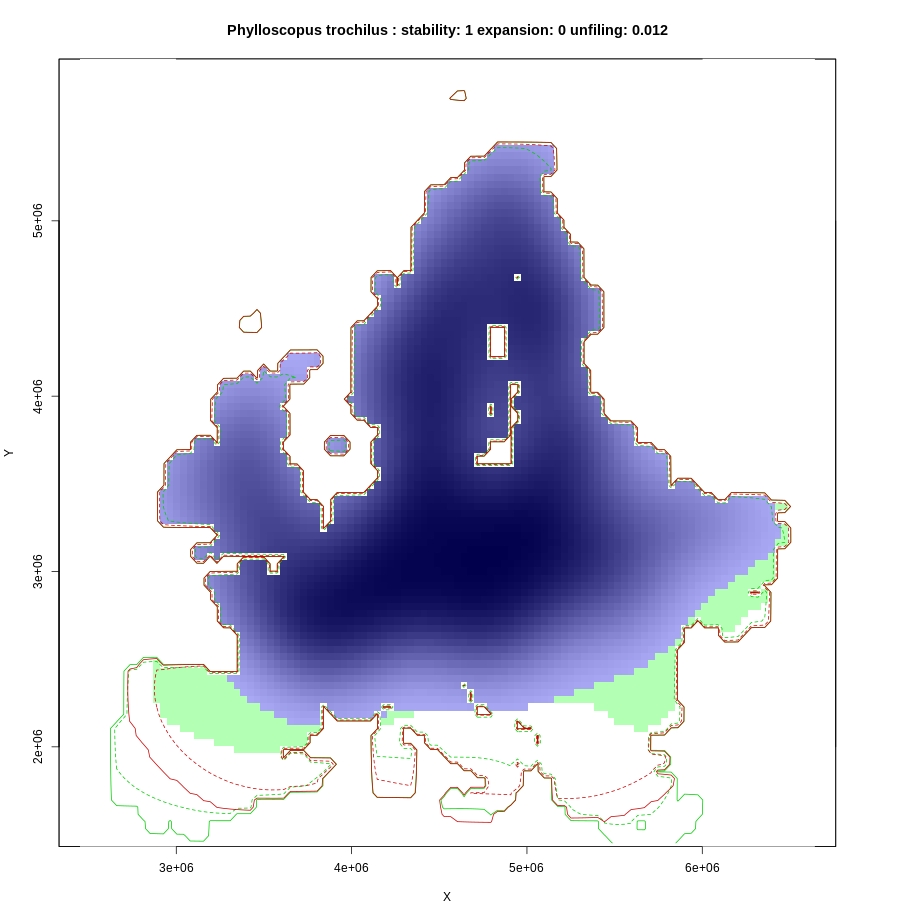 Phylloscopus trochilus : stability: 1 expansion: 0 unfiling: 0.012
5e+06
4e+06
Y
3e+06
2e+06
3e+06 4e+06 5e+06 6e+06
X